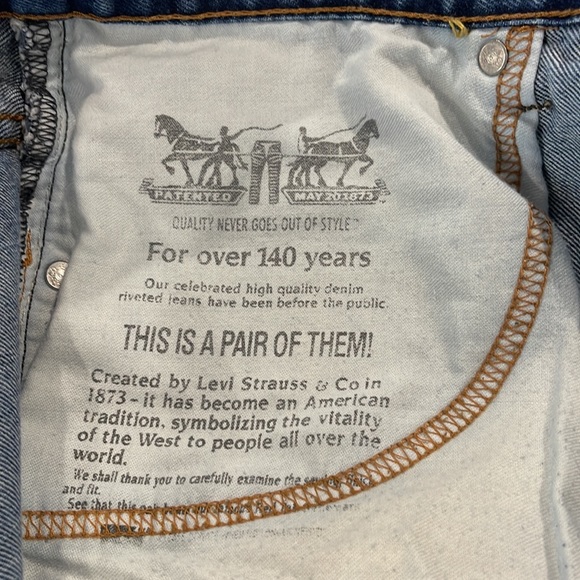 PATENTED MAY 20 1873
QUALITY NEVER GOES OUT OF STYLE™
For over 140 years
Our celebrated high quality denim
riveted jeans have been before the public.
THIS IS A PAIR OF THEM!
Created by Levi Strauss & Co in
1873 - it has become an American
tradition, symbolizing the vitality
of the West to people all over the
world.
We shall thank you to carefully examine the
and fit.
See that this